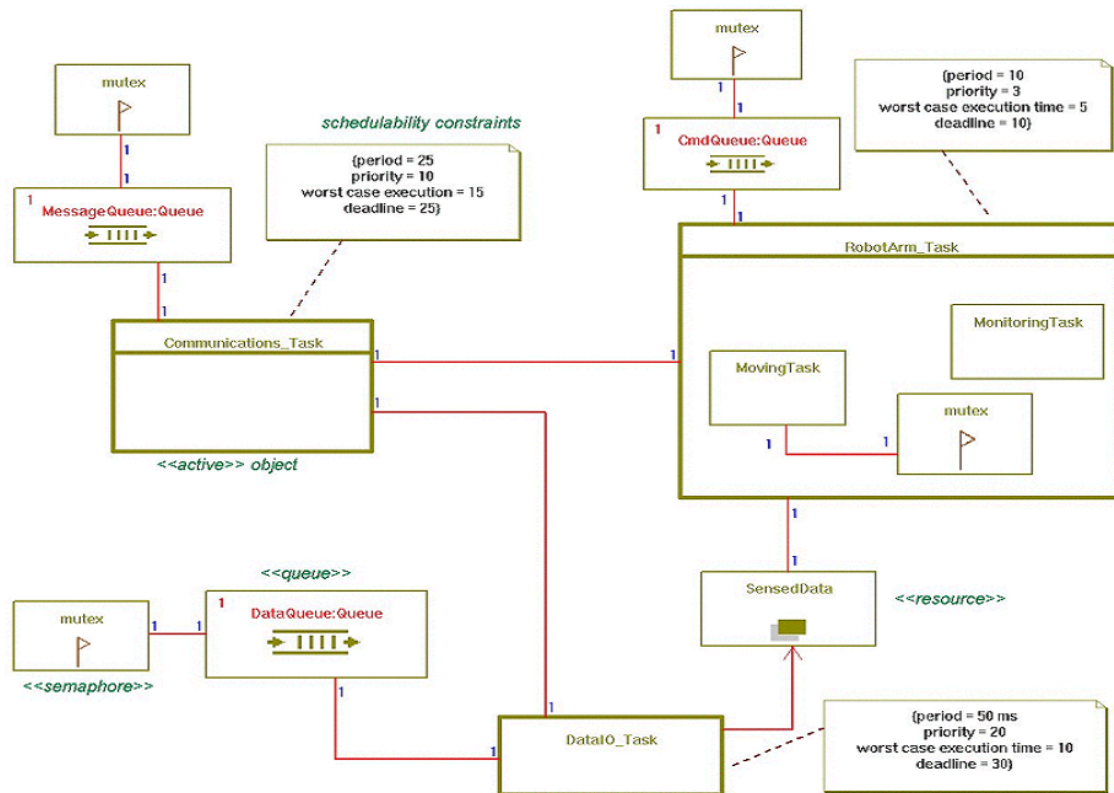 mutex
1
1
1
MessageQueue:Queue
1
1
schedulability constraints
{period = 25
priority = 10
worst case execution = 15
deadline = 25}
mutex
1
1
1
CmdQueue:Queue
1
1
{period = 10
priority = 3
worst case execution time = 5
deadline = 10}
Communications_Task
1
1
1
<<active>> object
RobotArm_Task
MonitoringTask
MovingTask
mutex
1
1
1
1
SensedData
<<resource>>
<<queue>>
mutex
1
1
1
DataQueue:Queue
<<semaphore>>
1
1
1
DataIO_Task
{period = 50 ms
priority = 20
worst case execution time = 10
deadline = 30}